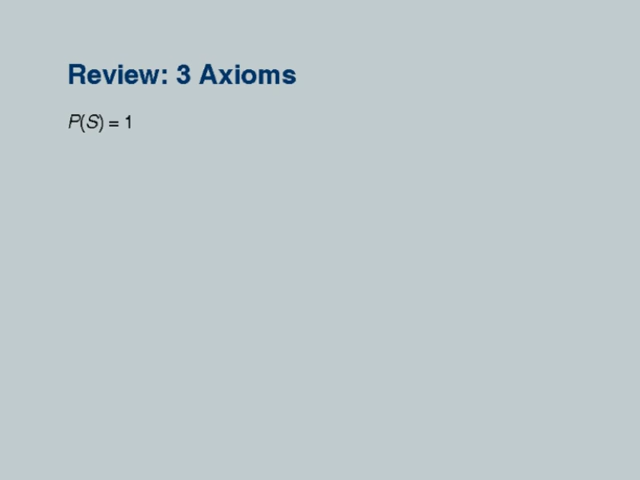 Review: 3 Axioms
P(S) = 1